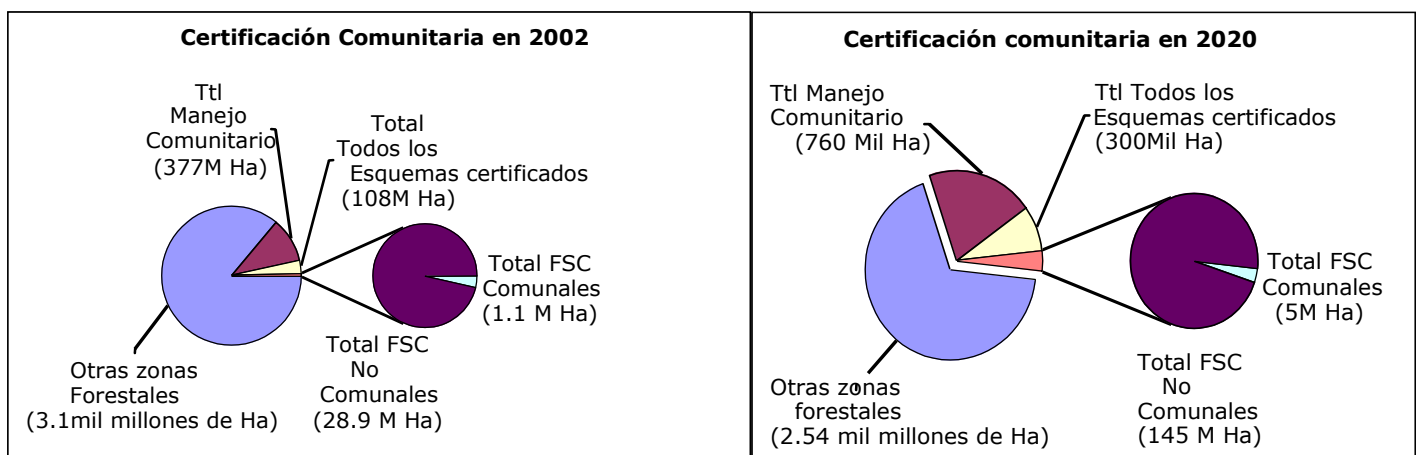 Certificación Comunitaria en 2002
Ttl
Manejo
Comunitario
(377M Ha)
Total
Todos los
Esquemas certificados
(108M Ha)
Total FSC
Comunales
(1.1 M Ha)
Total FSC
No
Comunales
(28.9 M Ha)
Otras zonas
Forestales
(3.1mil millones de Ha)
Certificación comunitaria en 2020
Ttl Manejo
Comunitario
(760 Mil Ha)
Ttl Todos los
Esquemas certificados
(300Mil Ha)
Total FSC
Comunales
(5M Ha)
Total FSC
No
Comunales
(145 M Ha)
Otras zonas
forestales
(2.54 mil millones de Ha)